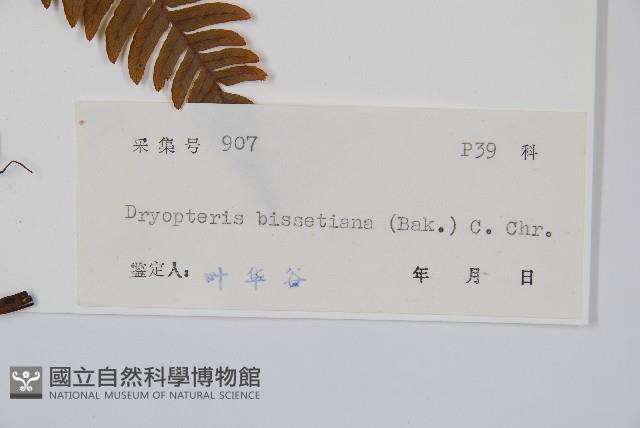 采集号 907 P39 科
Dryopteris bissetiana (Bak.) C. Chr.
鉴定人: 叶华谷 年 月 日
國立自然科學博物館
NATIONAL MUSEUM OF NATURAL SCIENCE